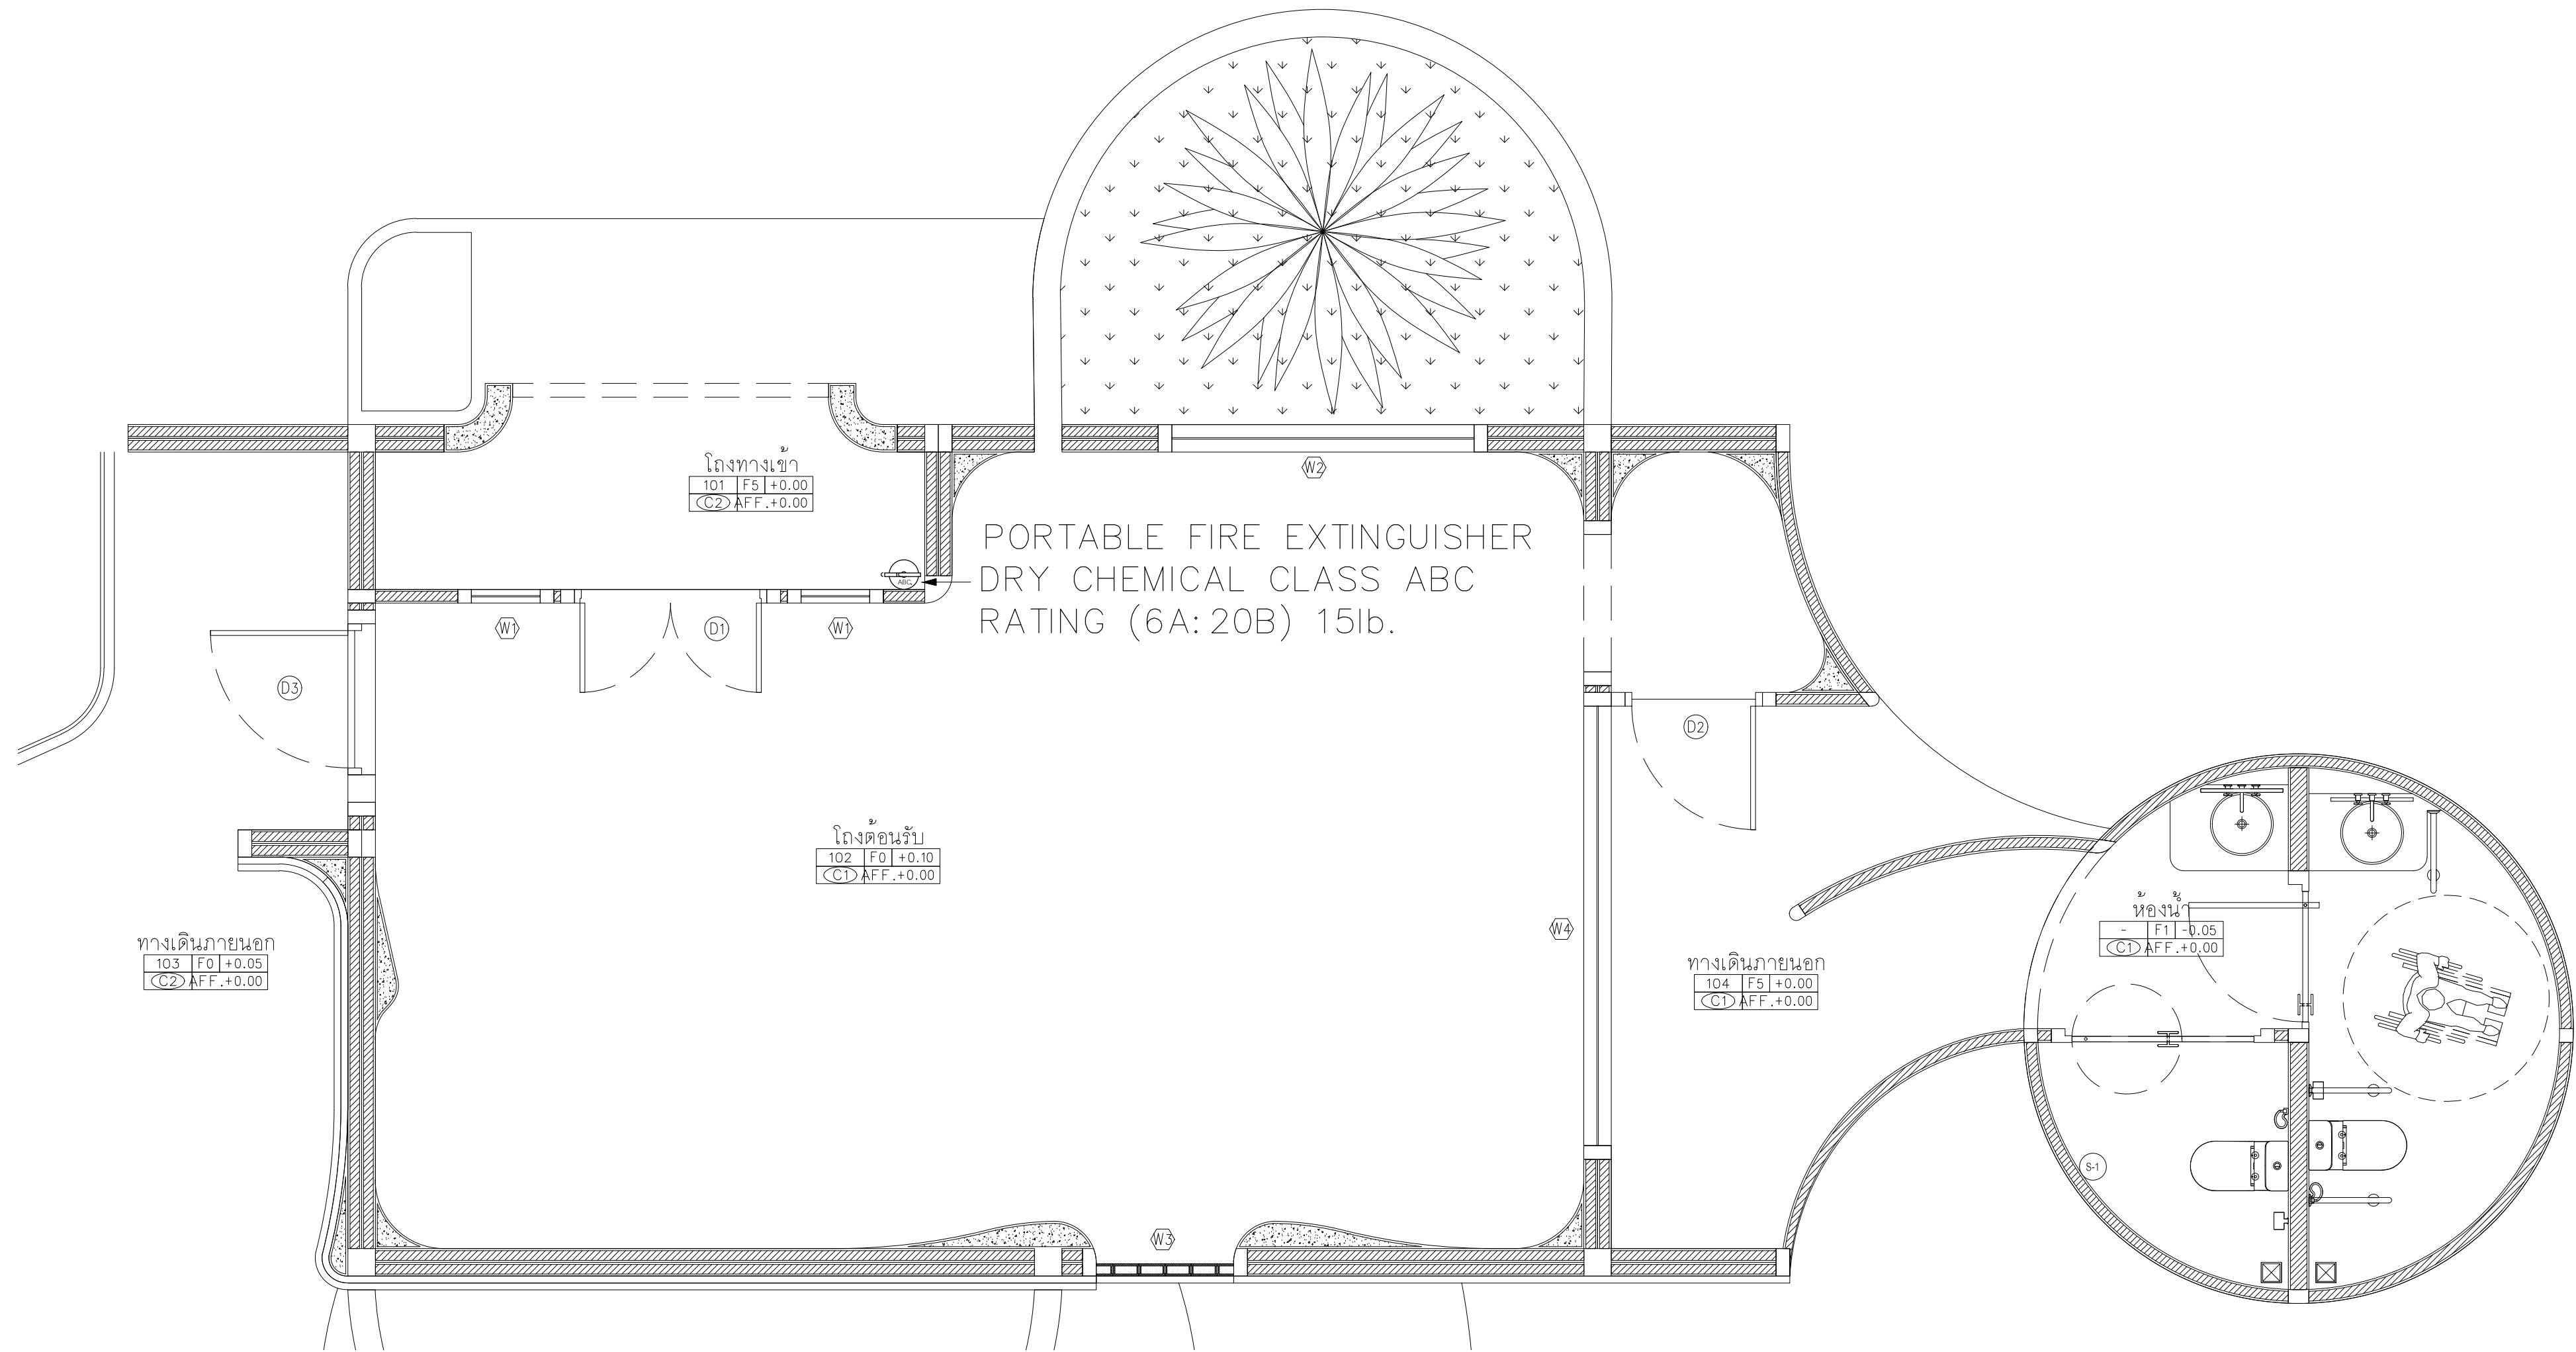 โถงทางเข้า
101 F5 +0.00
C2 AFF.+0.00
W2
PORTABLE FIRE EXTINGUISHER
DRY CHEMICAL CLASS ABC
RATING (6A:20B) 15lb.
ABC
W1
D1
W1
D3
D2
โถงต้อนรับ
102 F0 +0.10
C1 AFF.+0.00
ทางเดินภายนอก
103 F0 +0.05
C2 AFF.+0.00
W4
ทางเดินภายนอก
104 F5 +0.00
C1 AFF.+0.00
ห้องน้ำ
- F1 -0.05
C1 AFF.+0.00
S-1
W3